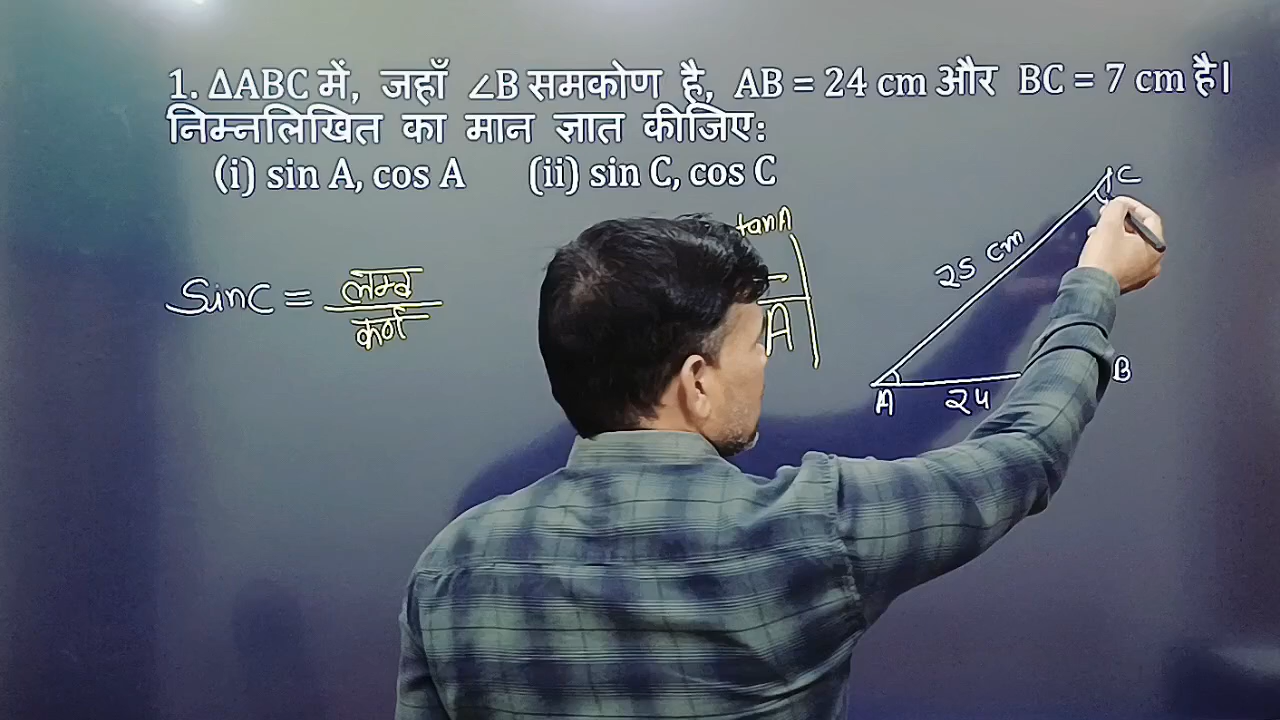 1. ΔABC में, जहाँ ∠B समकोण है, AB = 24 cm और BC = 7 cm है।
निम्नलिखित का मान ज्ञात कीजिए:
(i) sin A, cos A (ii) sin C, cos C
C
tanA
25 cm
SinC = लम्ब / कर्ण
A
B
A 24